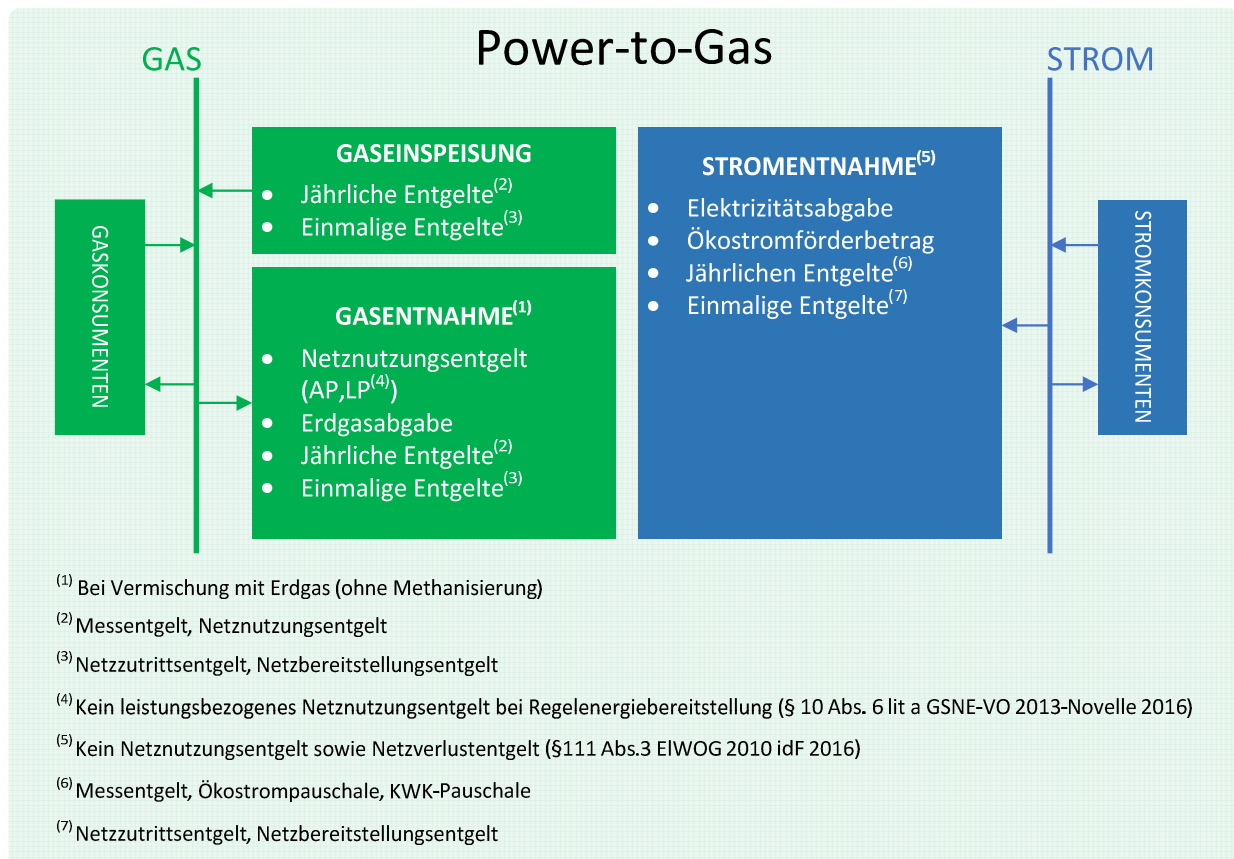 Power-to-Gas
GAS
STROM
GASKONSUMENTEN
GASEINSPEISUNG
• Jährliche Entgelte(2)
• Einmalige Entgelte(3)
GASENTNAHME(1)
• Netznutzungsentgelt
(AP,LP(4))
• Erdgasabgabe
• Jährliche Entgelte(2)
• Einmalige Entgelte(3)
STROMENTNAHME(5)
• Elektrizitätsabgabe
• Ökostromförderbetrag
• Jährlichen Entgelte(6)
• Einmalige Entgelte(7)
STROMKONSUMENTEN
(1) Bei Vermischung mit Erdgas (ohne Methanisierung)
(2) Messentgelt, Netznutzungsentgelt
(3) Netzzutrittsentgelt, Netzbereitstellungsentgelt
(4) Kein leistungsbezogenes Netznutzungsentgelt bei Regelenergiebereitstellung (§ 10 Abs. 6 lit a GSNE-VO 2013-Novelle 2016)
(5) Kein Netznutzungsentgelt sowie Netzverlustentgelt (§111 Abs.3 ElWOG 2010 idF 2016)
(6) Messentgelt, Ökostrompauschale, KWK-Pauschale
(7) Netzzutrittsentgelt, Netzbereitstellungsentgelt